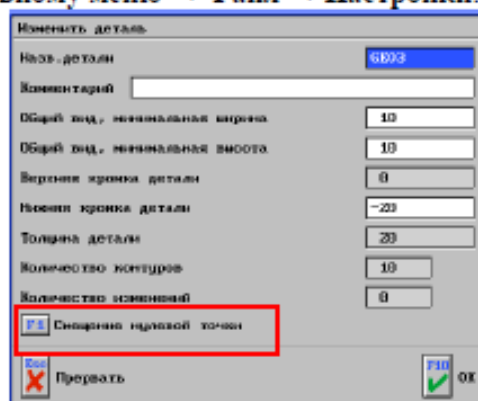 Изменить деталь
Назв.детали 6E03
Комментарий
Общий вид, минимальная ширина 10
Общий вид, минимальная высота 10
Верхняя кромка детали 0
Нижняя кромка детали -20
Толщина детали 20
Количество контуров 10
Количество изменений 0
F1 Смещение нулевой точки
Esc Прервать F10 ОК